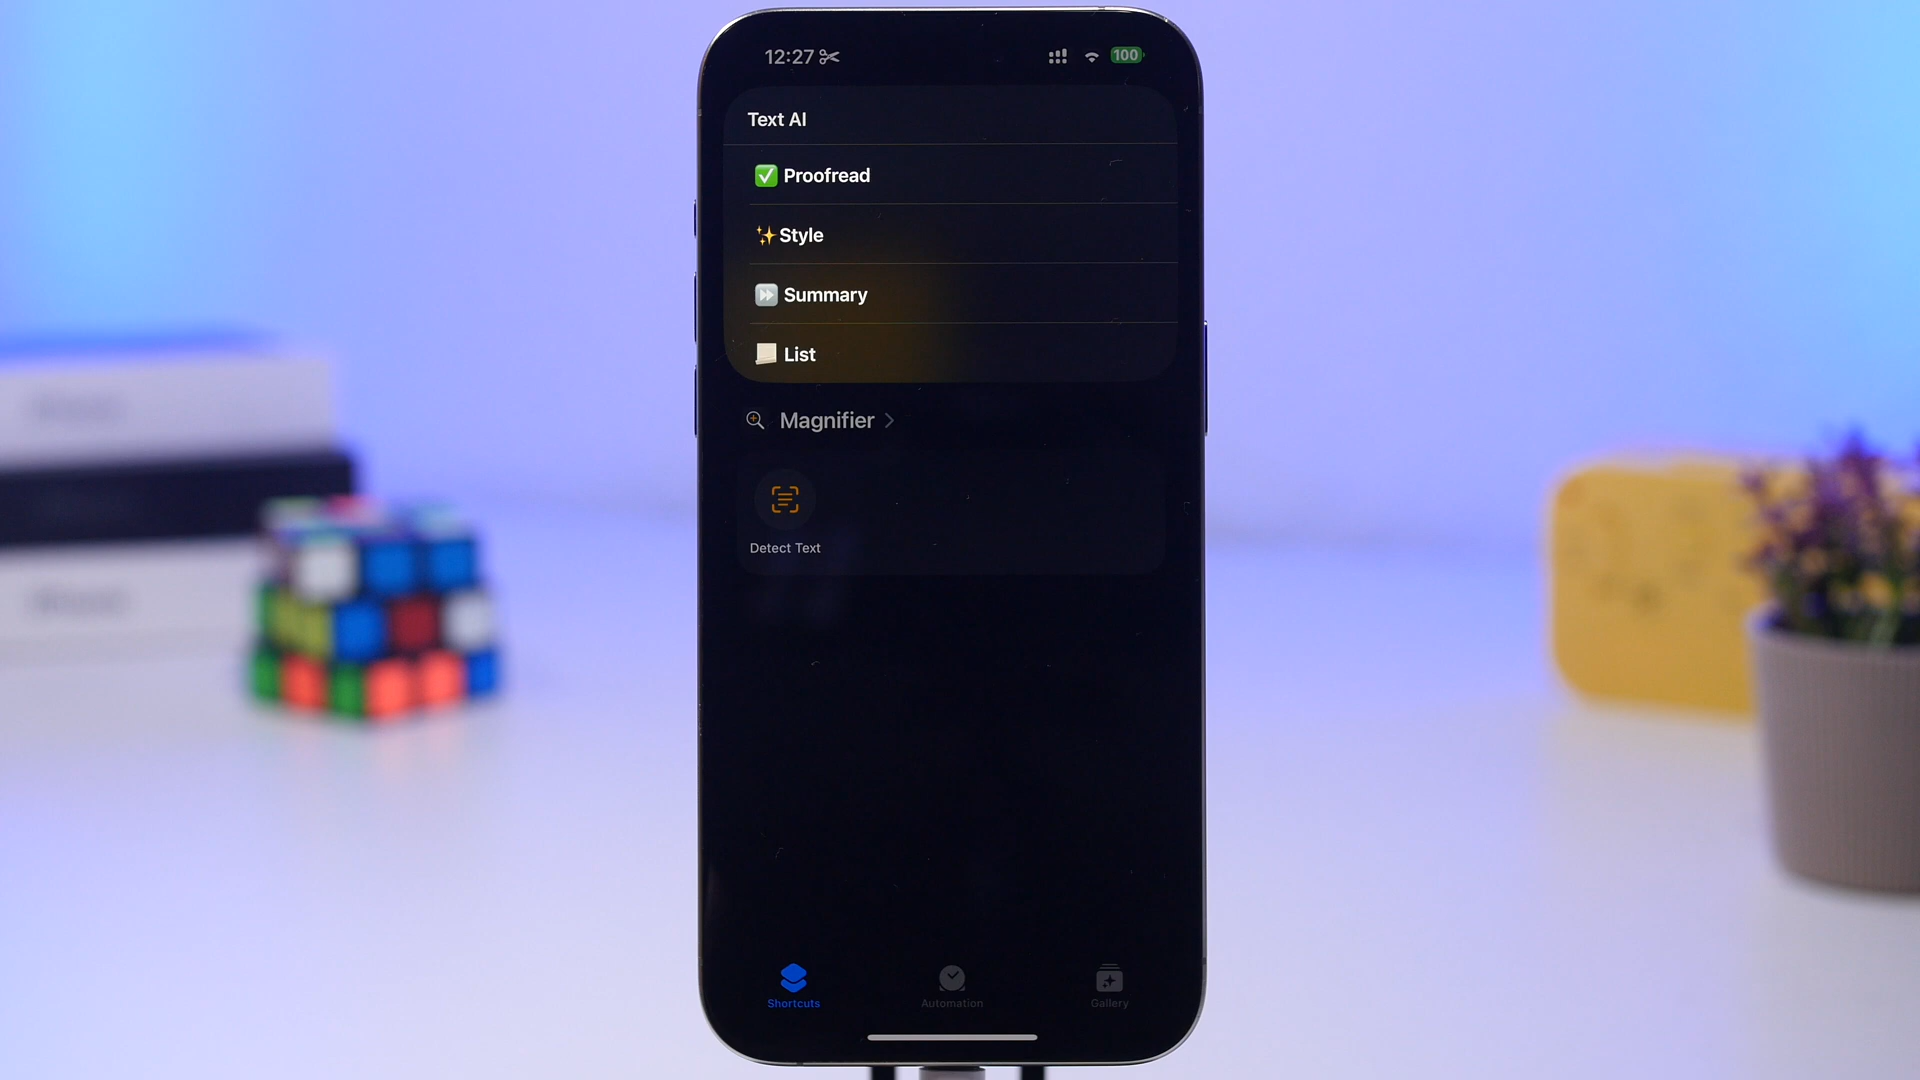 12:27
100
Text AI
✅ Proofread
✨Style
⏩ Summary
📃 List
Magnifier >
Detect Text
Shortcuts
Automation
Gallery